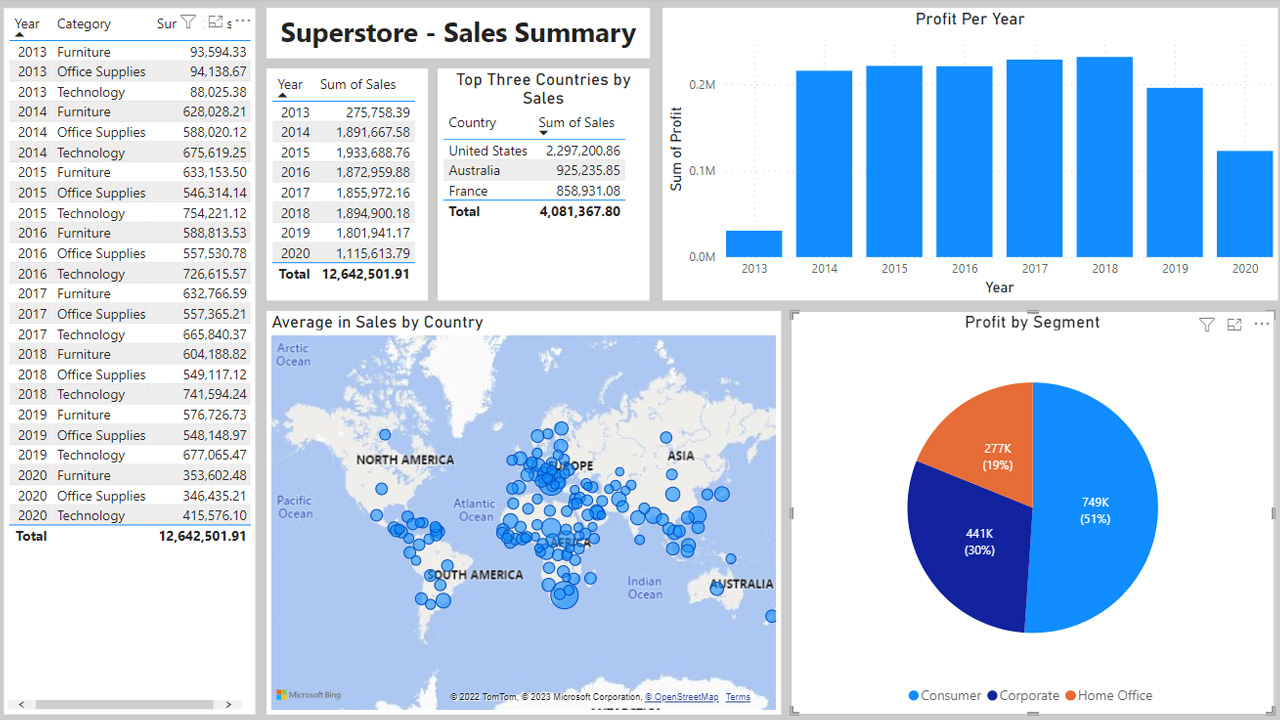 Year Category Sur s
2013 Furniture 93,594.33
2013 Office Supplies 94,138.67
2013 Technology 88,025.38
2014 Furniture 628,028.21
2014 Office Supplies 588,020.12
2014 Technology 675,619.25
2015 Furniture 633,153.50
2015 Office Supplies 546,314.14
2015 Technology 754,221.12
2016 Furniture 588,813.53
2016 Office Supplies 557,530.78
2016 Technology 726,615.57
2017 Furniture 632,766.59
2017 Office Supplies 557,365.21
2017 Technology 665,840.37
2018 Furniture 604,188.82
2018 Office Supplies 549,117.12
2018 Technology 741,594.24
2019 Furniture 576,726.73
2019 Office Supplies 548,148.97
2019 Technology 677,065.47
2020 Furniture 353,602.48
2020 Office Supplies 346,435.21
2020 Technology 415,576.10
Total 12,642,501.91
Superstore - Sales Summary
Year Sum of Sales
2013 275,758.39
2014 1,891,667.58
2015 1,933,688.76
2016 1,872,959.88
2017 1,855,972.16
2018 1,894,900.18
2019 1,801,941.17
2020 1,115,613.79
Total 12,642,501.91
Top Three Countries by
Sales
Country Sum of Sales
United States 2,297,200.86
Australia 925,235.85
France 858,931.08
Total 4,081,367.80
Profit Per Year
Sum of Profit
0.2M
0.1M
0.0M
2013 2014 2015 2016 2017 2018 2019 2020
Year
Average in Sales by Country
Arctic
Ocean
NORTH AMERICA
EUROPE
ASIA
Pacific
Ocean
Atlantic
Ocean
AFRICA
SOUTH AMERICA
Indian
Ocean
AUSTRALIA
Microsoft Bing
© 2022 TomTom, © 2023 Microsoft Corporation, © OpenStreetMap Terms
Profit by Segment
277K
(19%)
749K
(51%)
441K
(30%)
Consumer Corporate Home Office